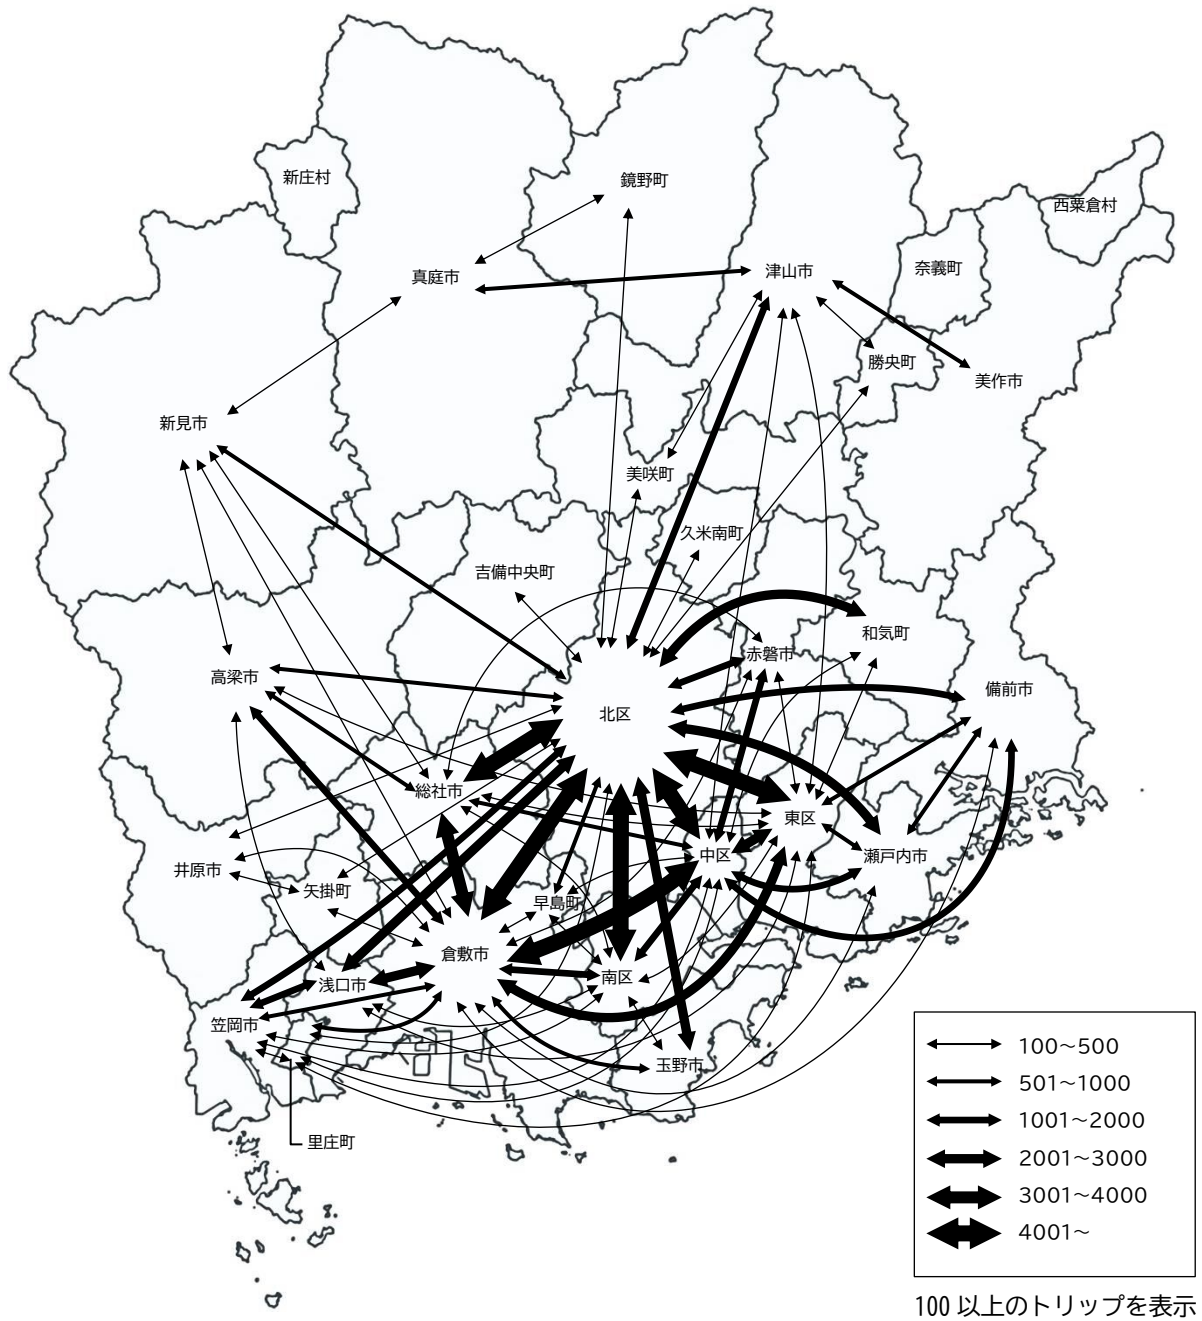 新庄村
鏡野町
西粟倉村
真庭市
津山市
奈義町
勝央町
美作市
新見市
美咲町
久米南町
吉備中央町
和気町
赤磐市
高梁市
備前市
北区
総社市
東区
中区
瀬戸内市
井原市
矢掛町
早島町
倉敷市
南区
浅口市
笠岡市
玉野市
里庄町
100～500
501～1000
1001～2000
2001～3000
3001～4000
4001～
100 以上のトリップを表示